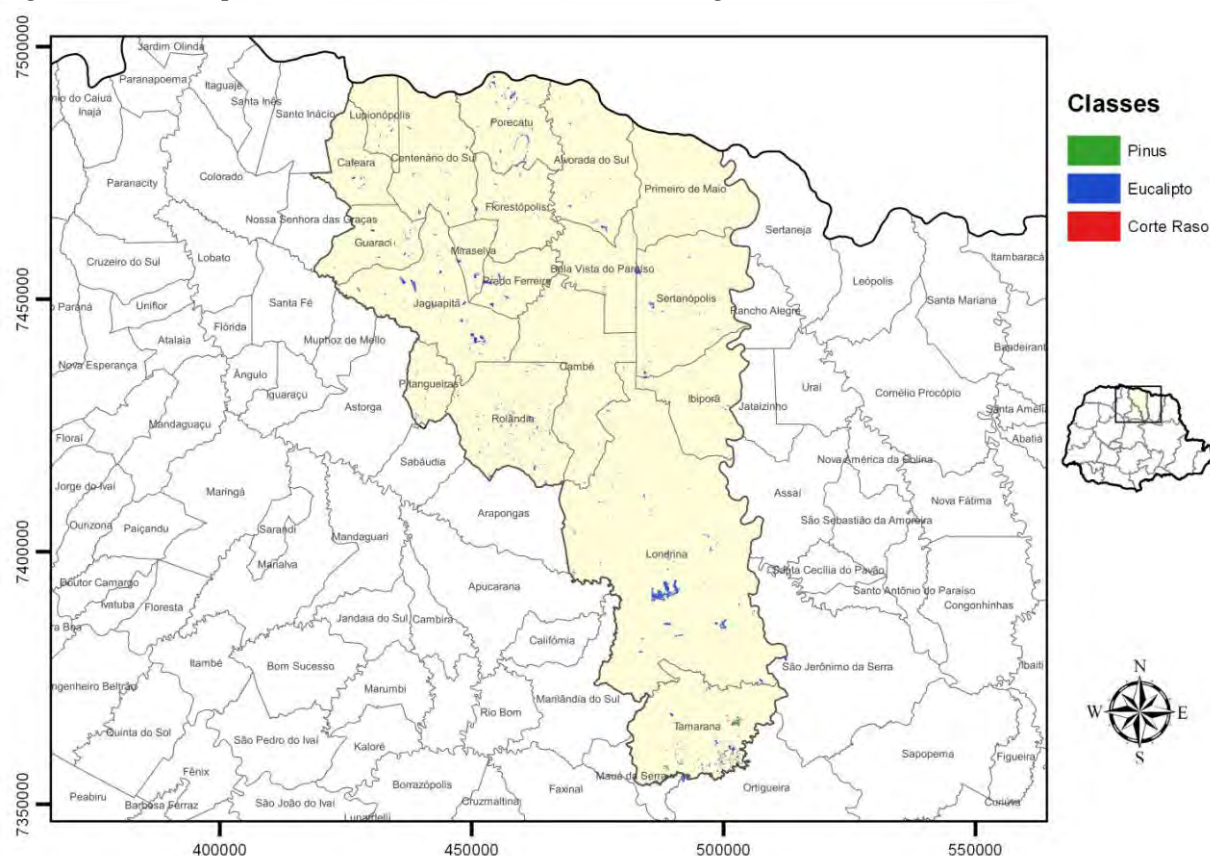 7500000
7450000
7400000
7350000
400000
450000
500000
550000
Jardim Olinda
Paranapoema
Itaguajé
Santa Inês
Santo Inácio
Inajá
Paranacity
Colorado
Nossa Senhora das Graças
Lupionópolis
Cafeara
Centenário do Sul
Porecatu
Alvorada do Sul
Primeiro de Maio
Florestópolis
Guaraci
Miraselva
Prado Ferreira
Bela Vista do Paraíso
Sertanópolis
Jaguapitã
Sertaneja
Leópolis
Itambaracá
Santa Mariana
Rancho Alegre
Cruzeiro do Sul
Lobato
Uniflor
Santa Fé
Atalaia
Flórida
Munhoz de Mello
Nova Esperança
Ângulo
Iguaraçu
Astorga
Pitangueiras
Cambé
Rolândia
Ibiporã
Jataizinho
Uraí
Cornélio Procópio
Abatiá
Mandaguaçu
Floraí
Sabáudia
Nova América da Colina
Maringá
Jorge do Ivaí
Arapongas
Assaí
Nova Fátima
Ourizona
Paiçandu
Sarandi
Mandaguari
São Sebastião da Amoreira
Marialva
Londrina
Santa Cecília do Pavão
Doutor Camargo
Apucarana
Santo Antônio do Paraíso
Ivatuba
Floresta
Congonhinhas
Jandaia do Sul
Cambira
Califórnia
Itambé
Bom Sucesso
São Jerônimo da Serra
Ibaiti
Engenheiro Beltrão
Marumbi
Marilândia do Sul
Rio Bom
Quinta do Sol
Tamarana
São Pedro do Ivaí
Kaloré
Sapopema
Figueira
Fênix
Mauá da Serra
Borrazópolis
Faxinal
Ortigueira
Peabiru
Barbosa Ferraz
São João do Ivaí
Cruzmaltina
Curiúva
Classes
Pinus
Eucalipto
Corte Raso
N
W
E
S